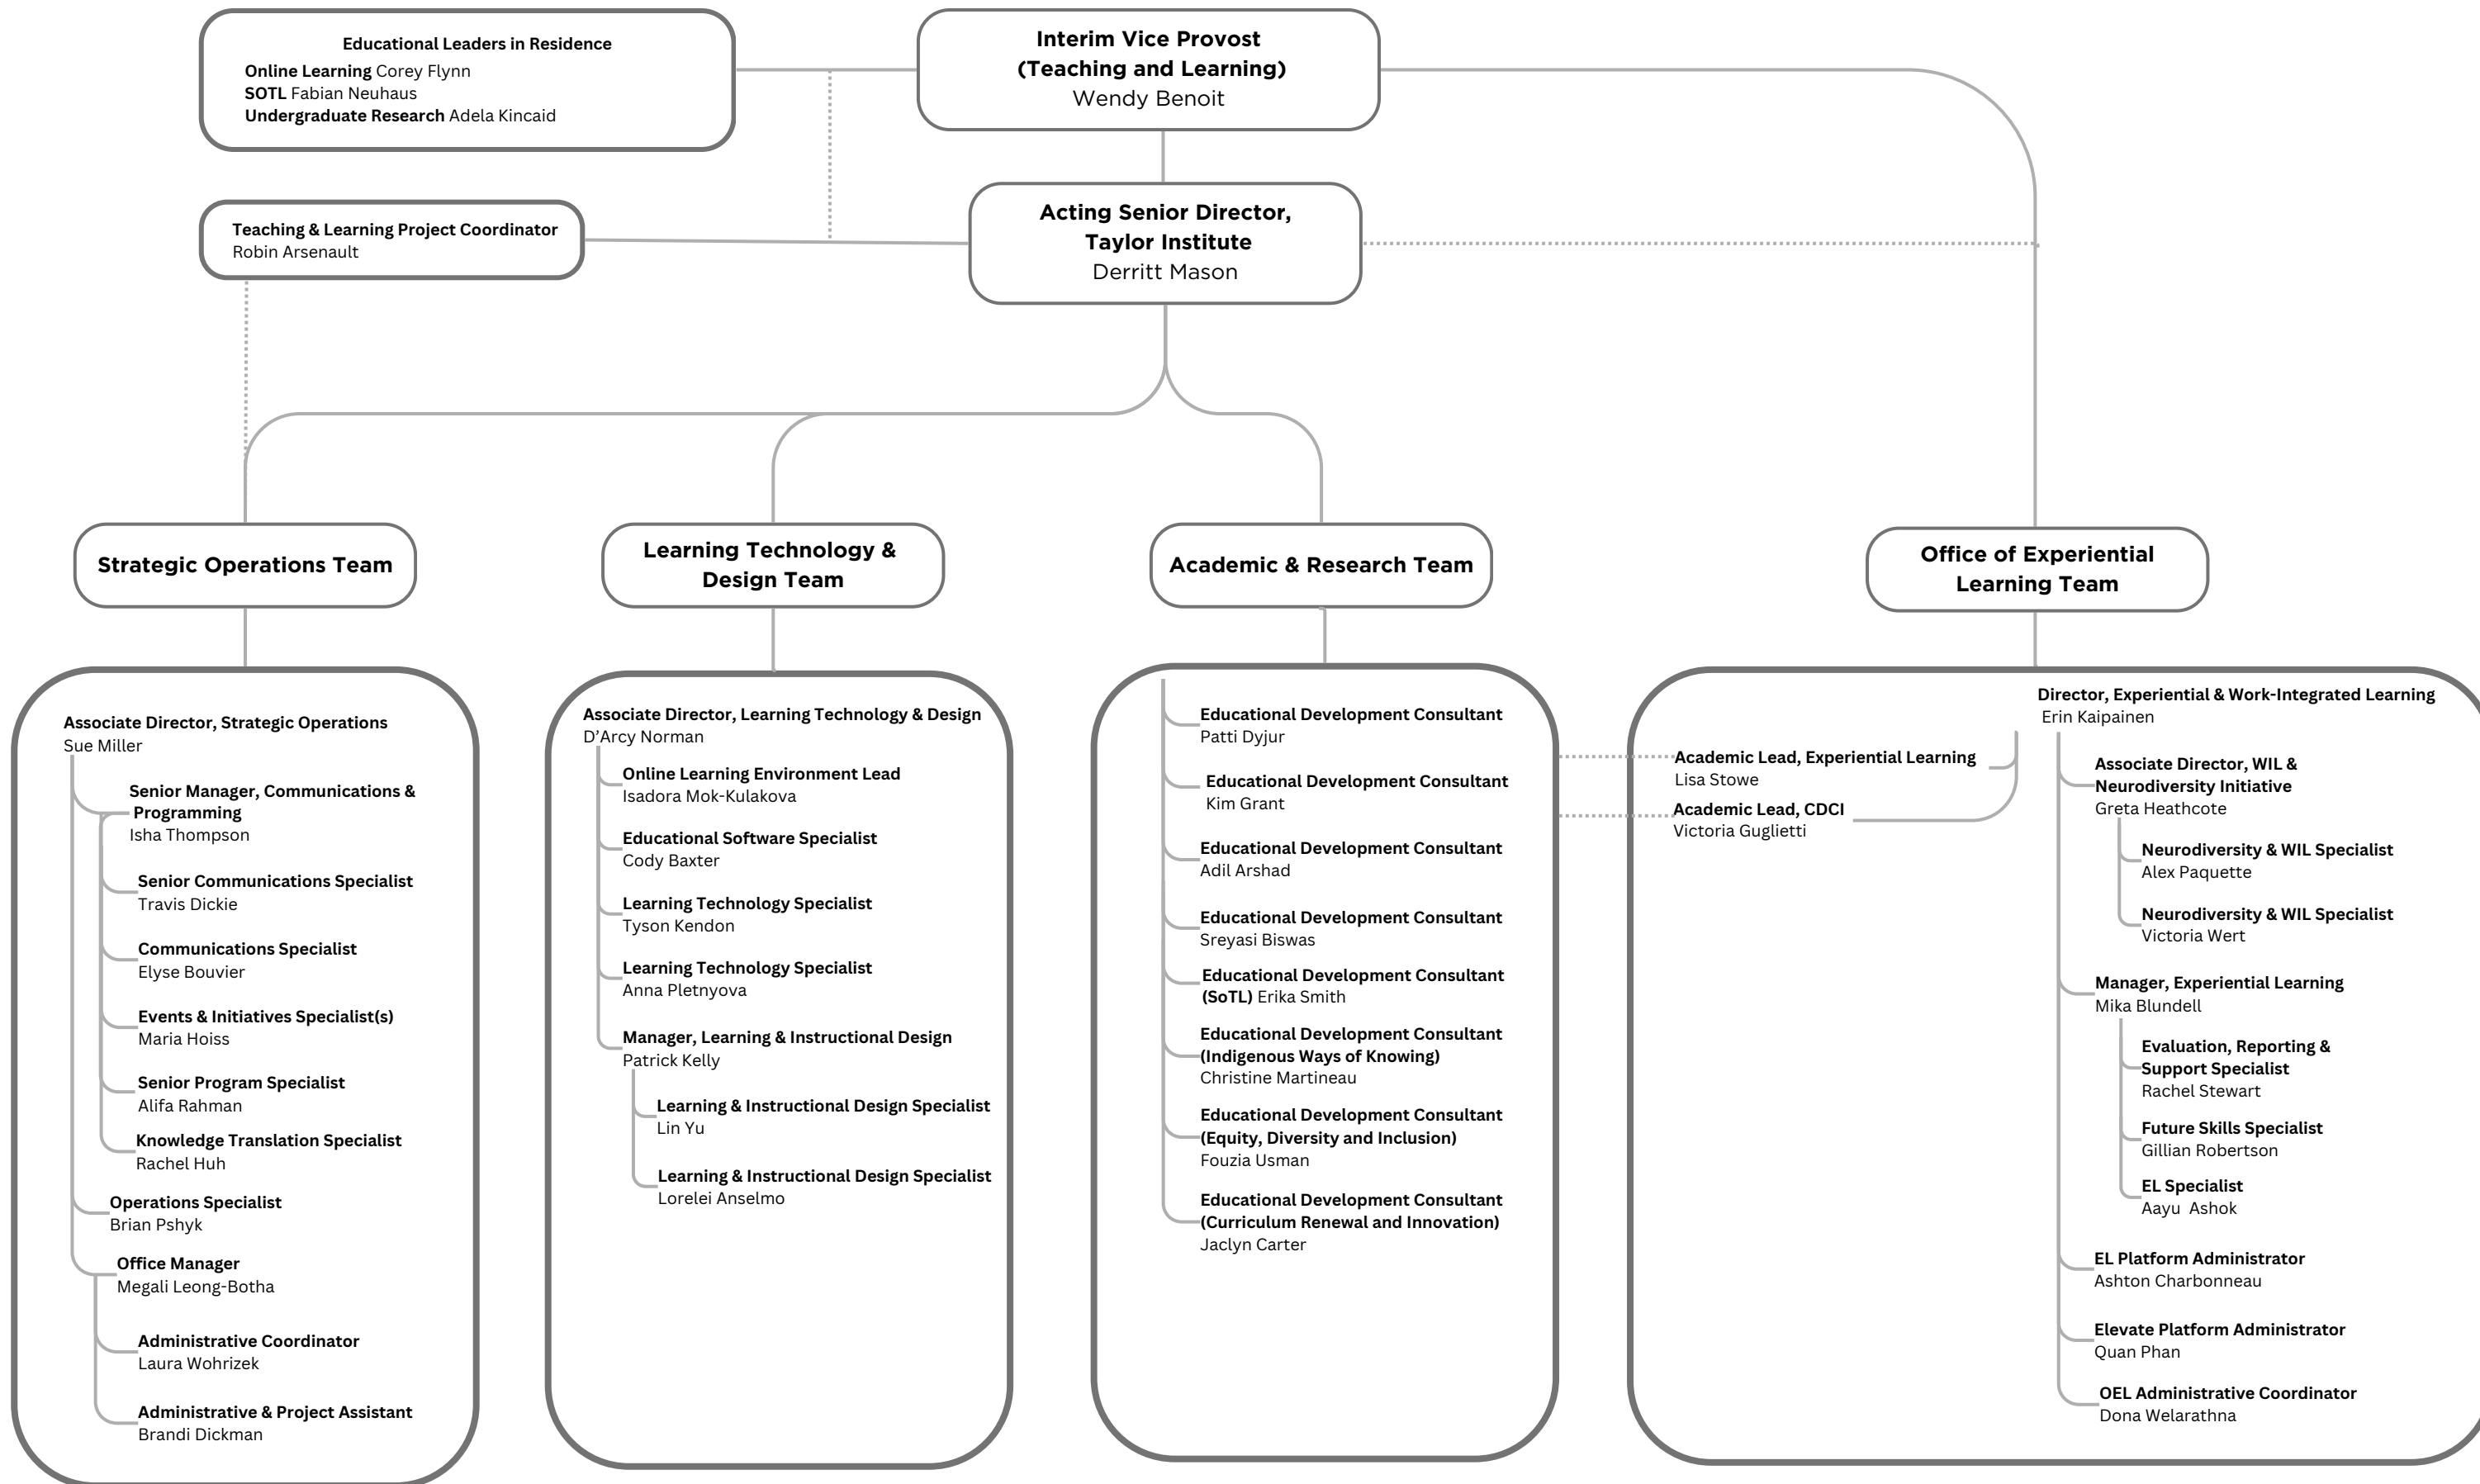 Educational Leaders in Residence
Online Learning Corey Flynn
SOTL Fabian Neuhaus
Undergraduate Research Adela Kincaid
Interim Vice Provost
(Teaching and Learning)
Wendy Benoit
Teaching & Learning Project Coordinator
Robin Arsenault
Acting Senior Director,
Taylor Institute
Derritt Mason
Strategic Operations Team
Learning Technology &
Design Team
Academic & Research Team
Office of Experiential
Learning Team
Associate Director, Strategic Operations
Sue Miller
Senior Manager, Communications &
Programming
Isha Thompson
Senior Communications Specialist
Travis Dickie
Communications Specialist
Elyse Bouvier
Events & Initiatives Specialist(s)
Maria Hoiss
Senior Program Specialist
Alifa Rahman
Knowledge Translation Specialist
Rachel Huh
Operations Specialist
Brian Pshyk
Office Manager
Megali Leong-Botha
Administrative Coordinator
Laura Wohrizek
Administrative & Project Assistant
Brandi Dickman
Associate Director, Learning Technology & Design
D’Arcy Norman
Online Learning Environment Lead
Isadora Mok-Kulakova
Educational Software Specialist
Cody Baxter
Learning Technology Specialist
Tyson Kendon
Learning Technology Specialist
Anna Pletnyova
Manager, Learning & Instructional Design
Patrick Kelly
Learning & Instructional Design Specialist
Lin Yu
Learning & Instructional Design Specialist
Lorelei Anselmo
Educational Development Consultant
Patti Dyjur
Educational Development Consultant
Kim Grant
Educational Development Consultant
Adil Arshad
Educational Development Consultant
Sreyasi Biswas
Educational Development Consultant
(SoTL) Erika Smith
Educational Development Consultant
(Indigenous Ways of Knowing)
Christine Martineau
Educational Development Consultant
(Equity, Diversity and Inclusion)
Fouzia Usman
Educational Development Consultant
(Curriculum Renewal and Innovation)
Jaclyn Carter
Director, Experiential & Work-Integrated Learning
Erin Kaipainen
Academic Lead, Experiential Learning
Lisa Stowe
Academic Lead, CDCI
Victoria Guglietti
Associate Director, WIL &
Neurodiversity Initiative
Greta Heathcote
Neurodiversity & WIL Specialist
Alex Paquette
Neurodiversity & WIL Specialist
Victoria Wert
Manager, Experiential Learning
Mika Blundell
Evaluation, Reporting &
Support Specialist
Rachel Stewart
Future Skills Specialist
Gillian Robertson
EL Specialist
Aayu Ashok
EL Platform Administrator
Ashton Charbonneau
Elevate Platform Administrator
Quan Phan
OEL Administrative Coordinator
Dona Welarathna